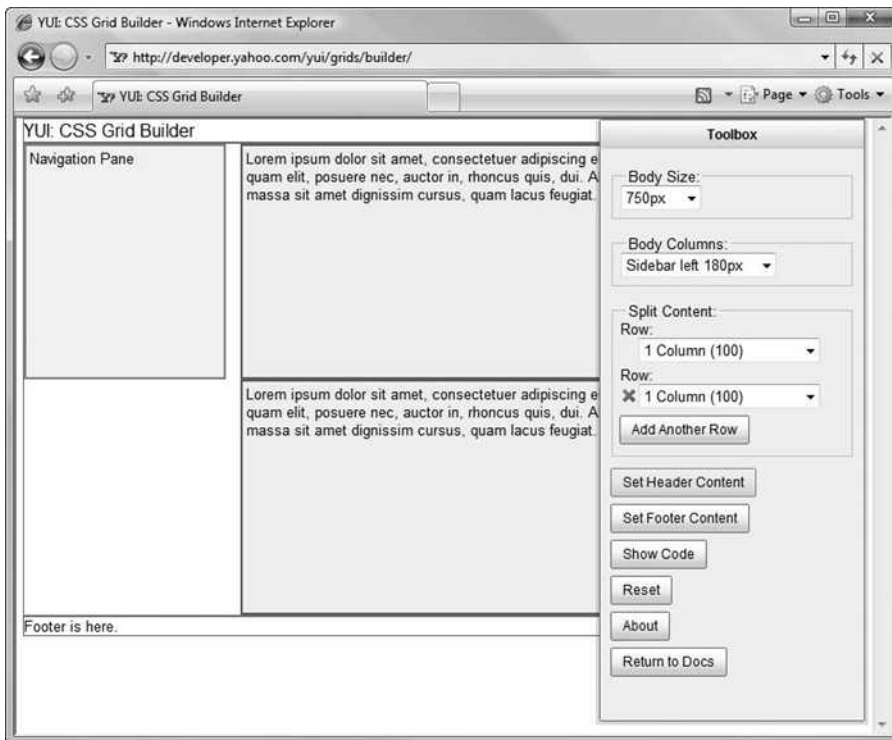 YUI: CSS Grid Builder - Windows Internet Explorer
http://developer.yahoo.com/yui/grids/builder/
YUI: CSS Grid Builder
Page
Tools
YUI: CSS Grid Builder
Navigation Pane
Lorem ipsum dolor sit amet, consectetuer adipiscing e
quam elit, posuere nec, auctor in, rhoncus quis, dui. A
massa sit amet dignissim cursus, quam lacus feugiat.
Lorem ipsum dolor sit amet, consectetuer adipiscing e
quam elit, posuere nec, auctor in, rhoncus quis, dui. A
massa sit amet dignissim cursus, quam lacus feugiat.
Footer is here.
Toolbox
Body Size:
750px
Body Columns:
Sidebar left 180px
Split Content:
Row:
1 Column (100)
Row:
1 Column (100)
Add Another Row
Set Header Content
Set Footer Content
Show Code
Reset
About
Return to Docs